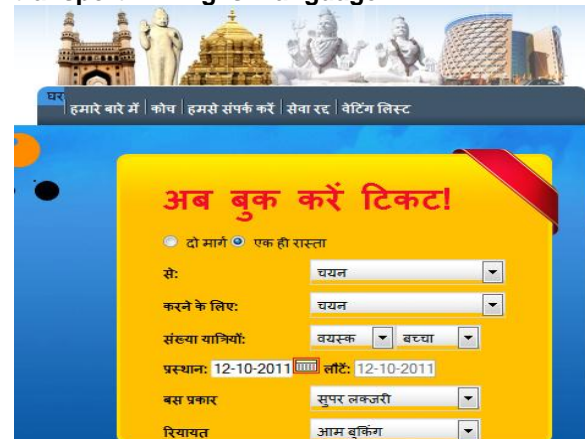 घर
हमारे बारे में | कोच | हमसे संपर्क करें | सेवा रद्द | वेटिंग लिस्ट
अब बुक करें टिकट!
दो मार्ग एक ही रास्ता
से: चयन
करने के लिए: चयन
संख्या यात्रियों: वयस्क बच्चा
प्रस्थान: 12-10-2011 लौटें: 12-10-2011
बस प्रकार सुपर लक्जरी
रियायत आम बुकिंग